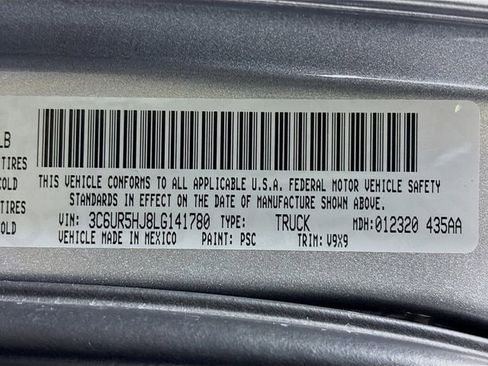 LB
TIRES
COLD
TIRES
COLD
THIS VEHICLE CONFORMS TO ALL APPLICABLE U.S.A. FEDERAL MOTOR VEHICLE SAFETY
STANDARDS IN EFFECT ON THE DATE OF MANUFACTURE SHOWN ABOVE.
VIN: 3C6UR5HJ8LG141780 TYPE: TRUCK MDH:012320 435AA
VEHICLE MADE IN MEXICO PAINT: PSC TRIM: V9X9